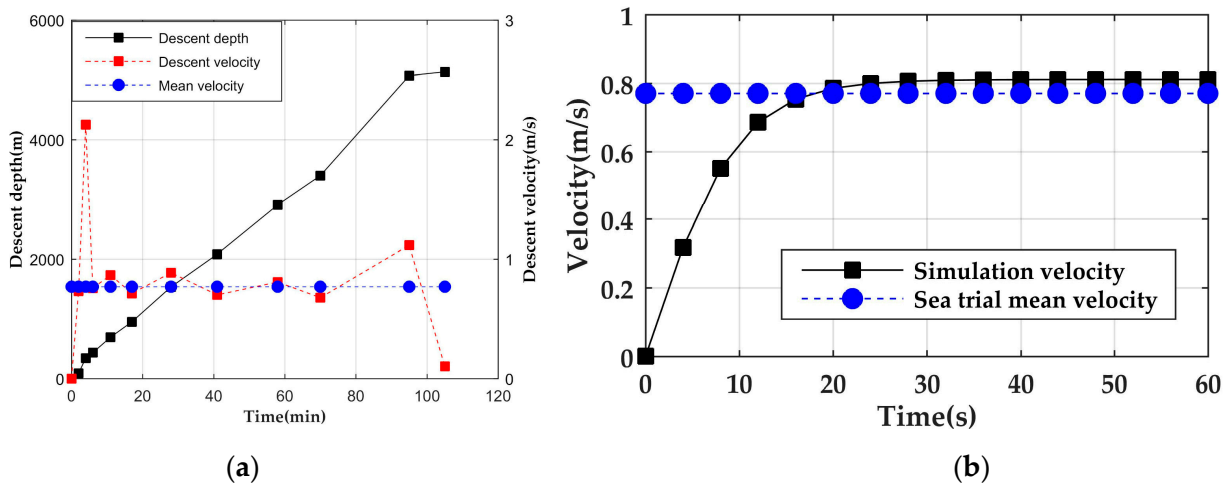 6000
4000
2000
0
Descent depth(m)
Descent depth
Descent velocity
Mean velocity
3
2
1
0
Descent velocity(m/s)
0 20 40 60 80 100 120
Time(min)
(a)
1
0.8
0.6
0.4
0.2
0
Velocity(m/s)
Simulation velocity
Sea trial mean velocity
0 10 20 30 40 50 60
Time(s)
(b)